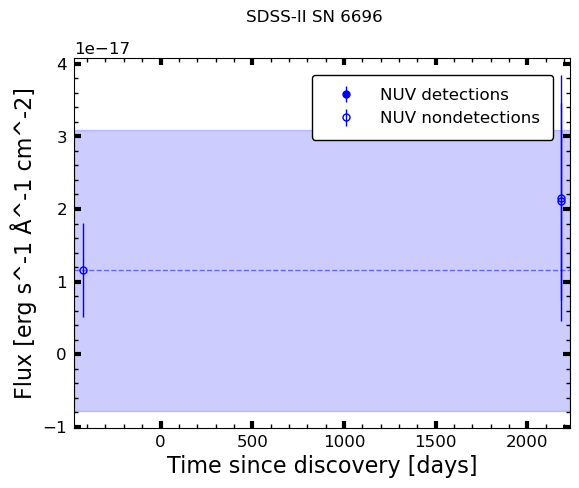 SDSS-II SN 6696
1e−17
NUV detections
NUV nondetections
4
3
2
1
0
−1
Flux [erg s^-1 Å^-1 cm^-2]
0 500 1000 1500 2000
Time since discovery [days]